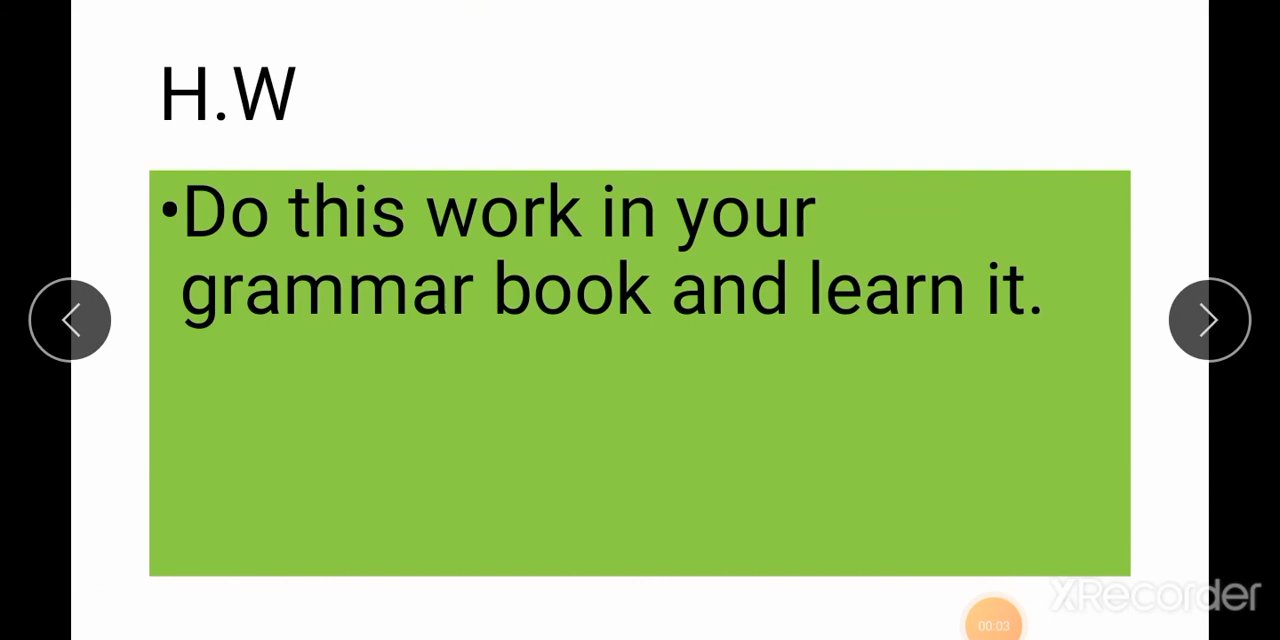 H.W
•Do this work in your
grammar book and learn it.
XRecorder
00:03